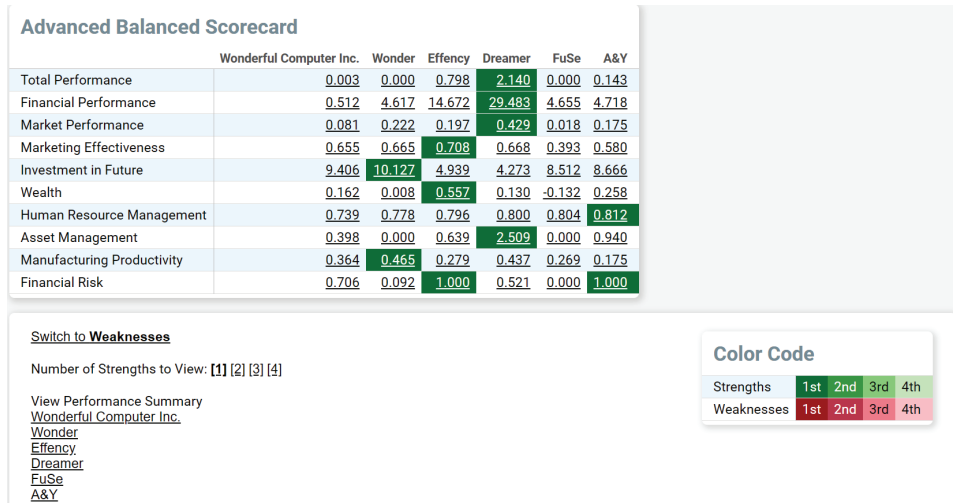 Advanced Balanced Scorecard
Wonderful Computer Inc. Wonder Effency Dreamer FuSe A&Y
Total Performance 0.003 0.000 0.798 2.140 0.000 0.143
Financial Performance 0.512 4.617 14.672 29.483 4.655 4.718
Market Performance 0.081 0.222 0.197 0.429 0.018 0.175
Marketing Effectiveness 0.655 0.665 0.708 0.668 0.393 0.580
Investment in Future 9.406 10.127 4.939 4.273 8.512 8.666
Wealth 0.162 0.008 0.557 0.130 -0.132 0.258
Human Resource Management 0.739 0.778 0.796 0.800 0.804 0.812
Asset Management 0.398 0.000 0.639 2.509 0.000 0.940
Manufacturing Productivity 0.364 0.465 0.279 0.437 0.269 0.175
Financial Risk 0.706 0.092 1.000 0.521 0.000 1.000
Switch to Weaknesses
Number of Strengths to View: [1] [2] [3] [4]
View Performance Summary
Wonderful Computer Inc.
Wonder
Effency
Dreamer
FuSe
A&Y
Color Code
Strengths 1st 2nd 3rd 4th
Weaknesses 1st 2nd 3rd 4th